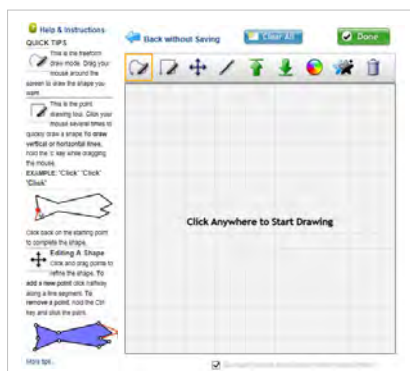 Help & Instructions
QUICK TIPS
This is the freeform
draw mode. Drag your
mouse around the
screen to draw the shape you
want.
This is the point
drawing tool. Click your
mouse several times to
quickly draw a shape. To draw
vertical or horizontal lines,
hold the 's' key while dragging
the mouse.
EXAMPLE: 'Click' 'Click'
'Click'
Click back on the starting point
to complete the shape.
Editing A Shape
Click and drag points to
refine the shape. To
add a new point click halfway
along a line segment. To
remove a point, hold the Ctrl
key and click the point.
More tips...
Back without Saving
Clear All
Done
Click Anywhere to Start Drawing